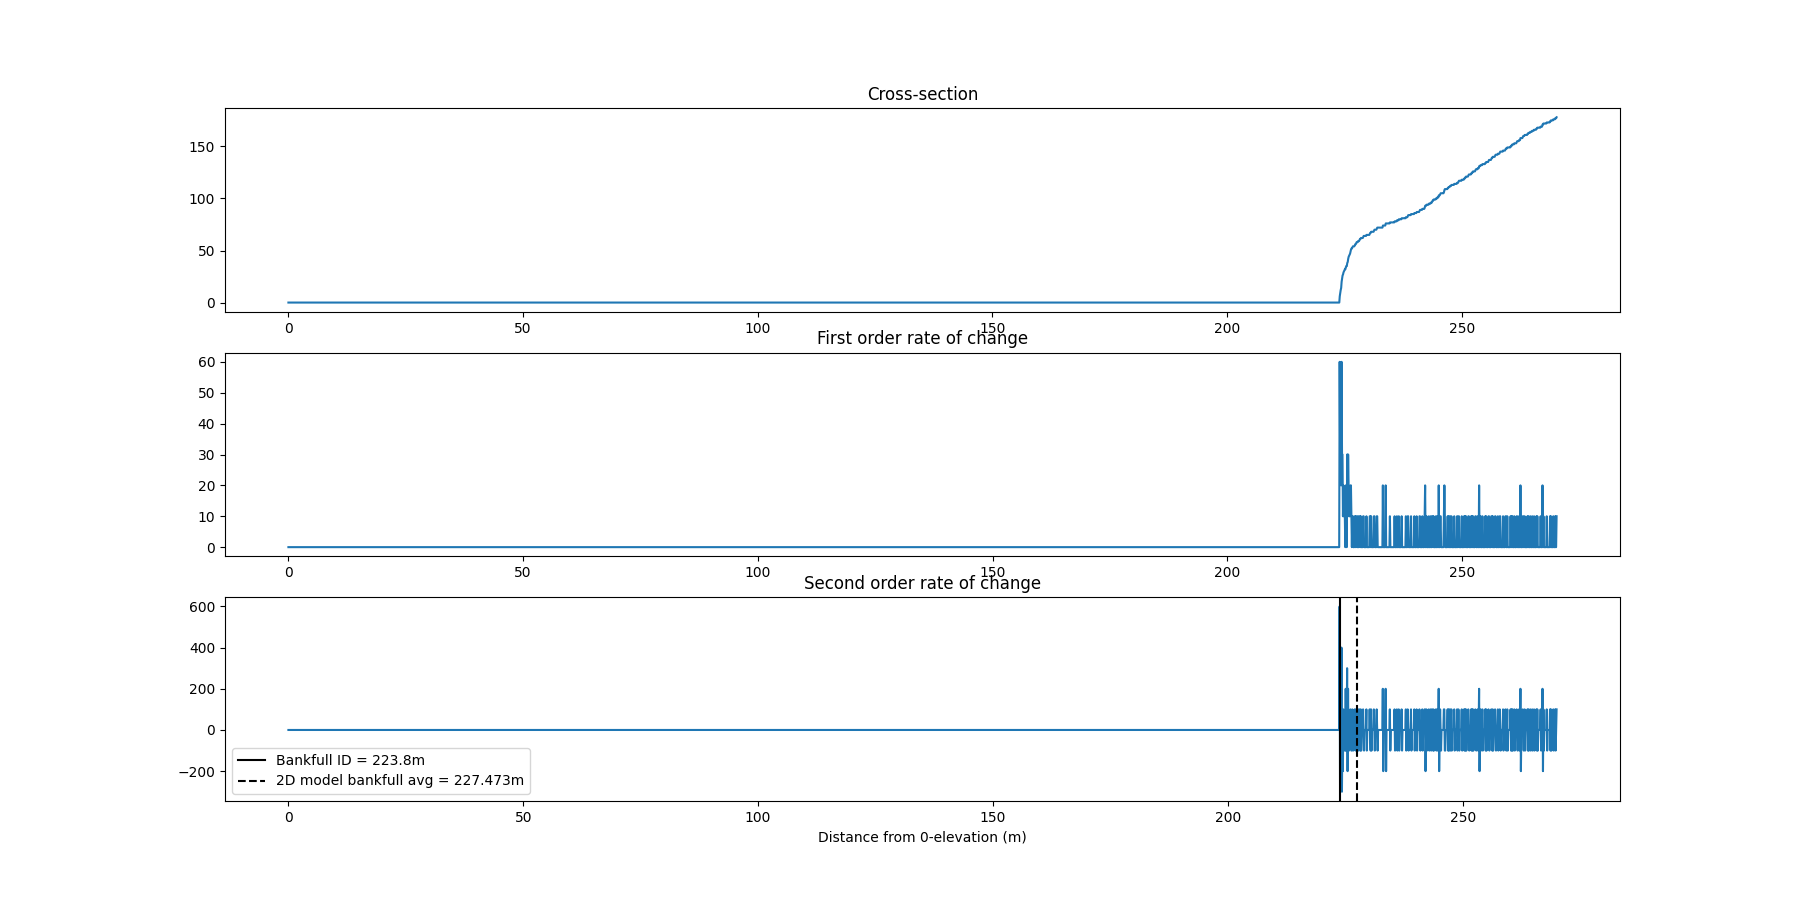 Cross-section
150
100
50
0
0 50 100 150 200 250
First order rate of change
60
50
40
30
20
10
0
0 50 100 150 200 250
Second order rate of change
600
400
200
0
−200
Bankfull ID = 223.8m
2D model bankfull avg = 227.473m
0 50 100 150 200 250
Distance from 0-elevation (m)